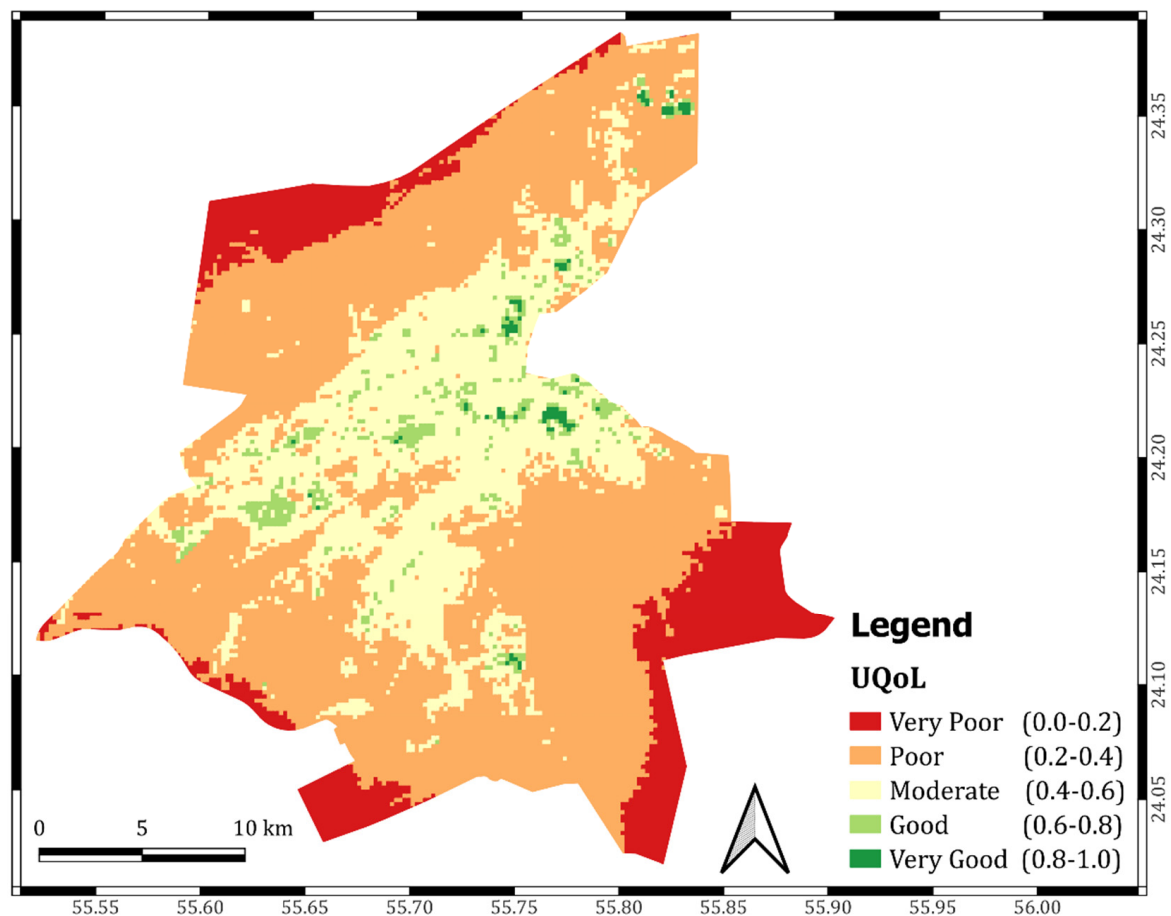 24.35
24.30
24.25
24.20
24.15
24.10
24.05
Legend
UQoL
Very Poor (0.0-0.2)
Poor (0.2-0.4)
Moderate (0.4-0.6)
Good (0.6-0.8)
Very Good (0.8-1.0)
0 5 10 km
55.55 55.60 55.70 55.75 55.80 55.85 55.90 55.95 56.00